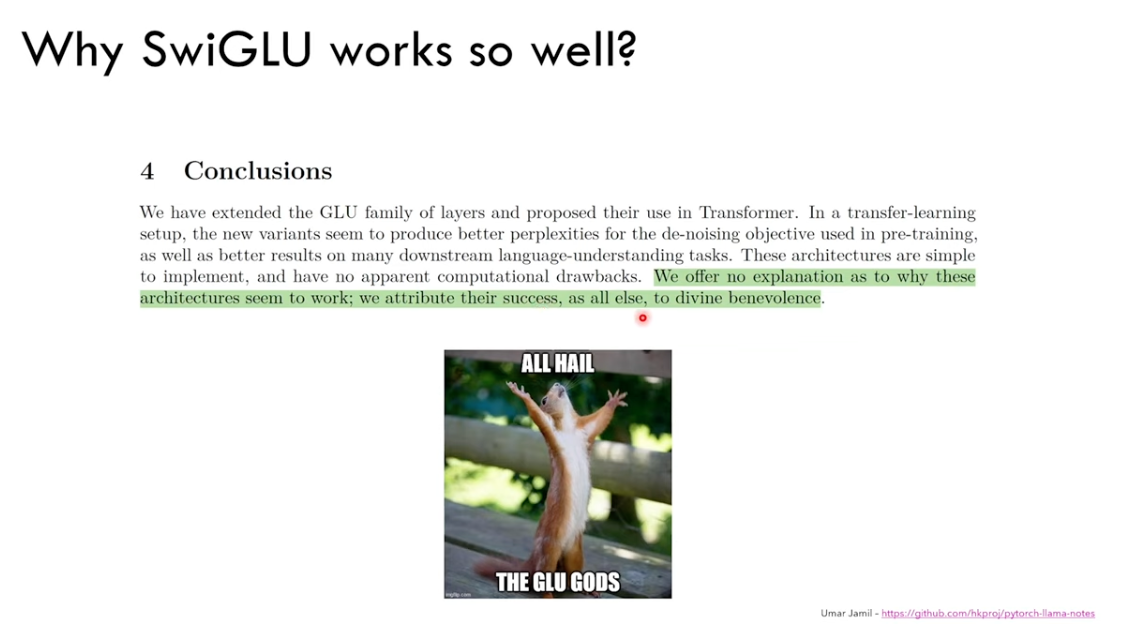 Why SwiGLU works so well?
4 Conclusions
We have extended the GLU family of layers and proposed their use in Transformer. In a transfer-learning
setup, the new variants seem to produce better perplexities for the de-noising objective used in pre-training,
as well as better results on many downstream language-understanding tasks. These architectures are simple
to implement, and have no apparent computational drawbacks. We offer no explanation as to why these
architectures seem to work; we attribute their success, as all else, to divine benevolence.
ALL HAIL
THE GLU GODS
imgflip.com
Umar Jamil - https://github.com/hkproj/pytorch-llama-notes